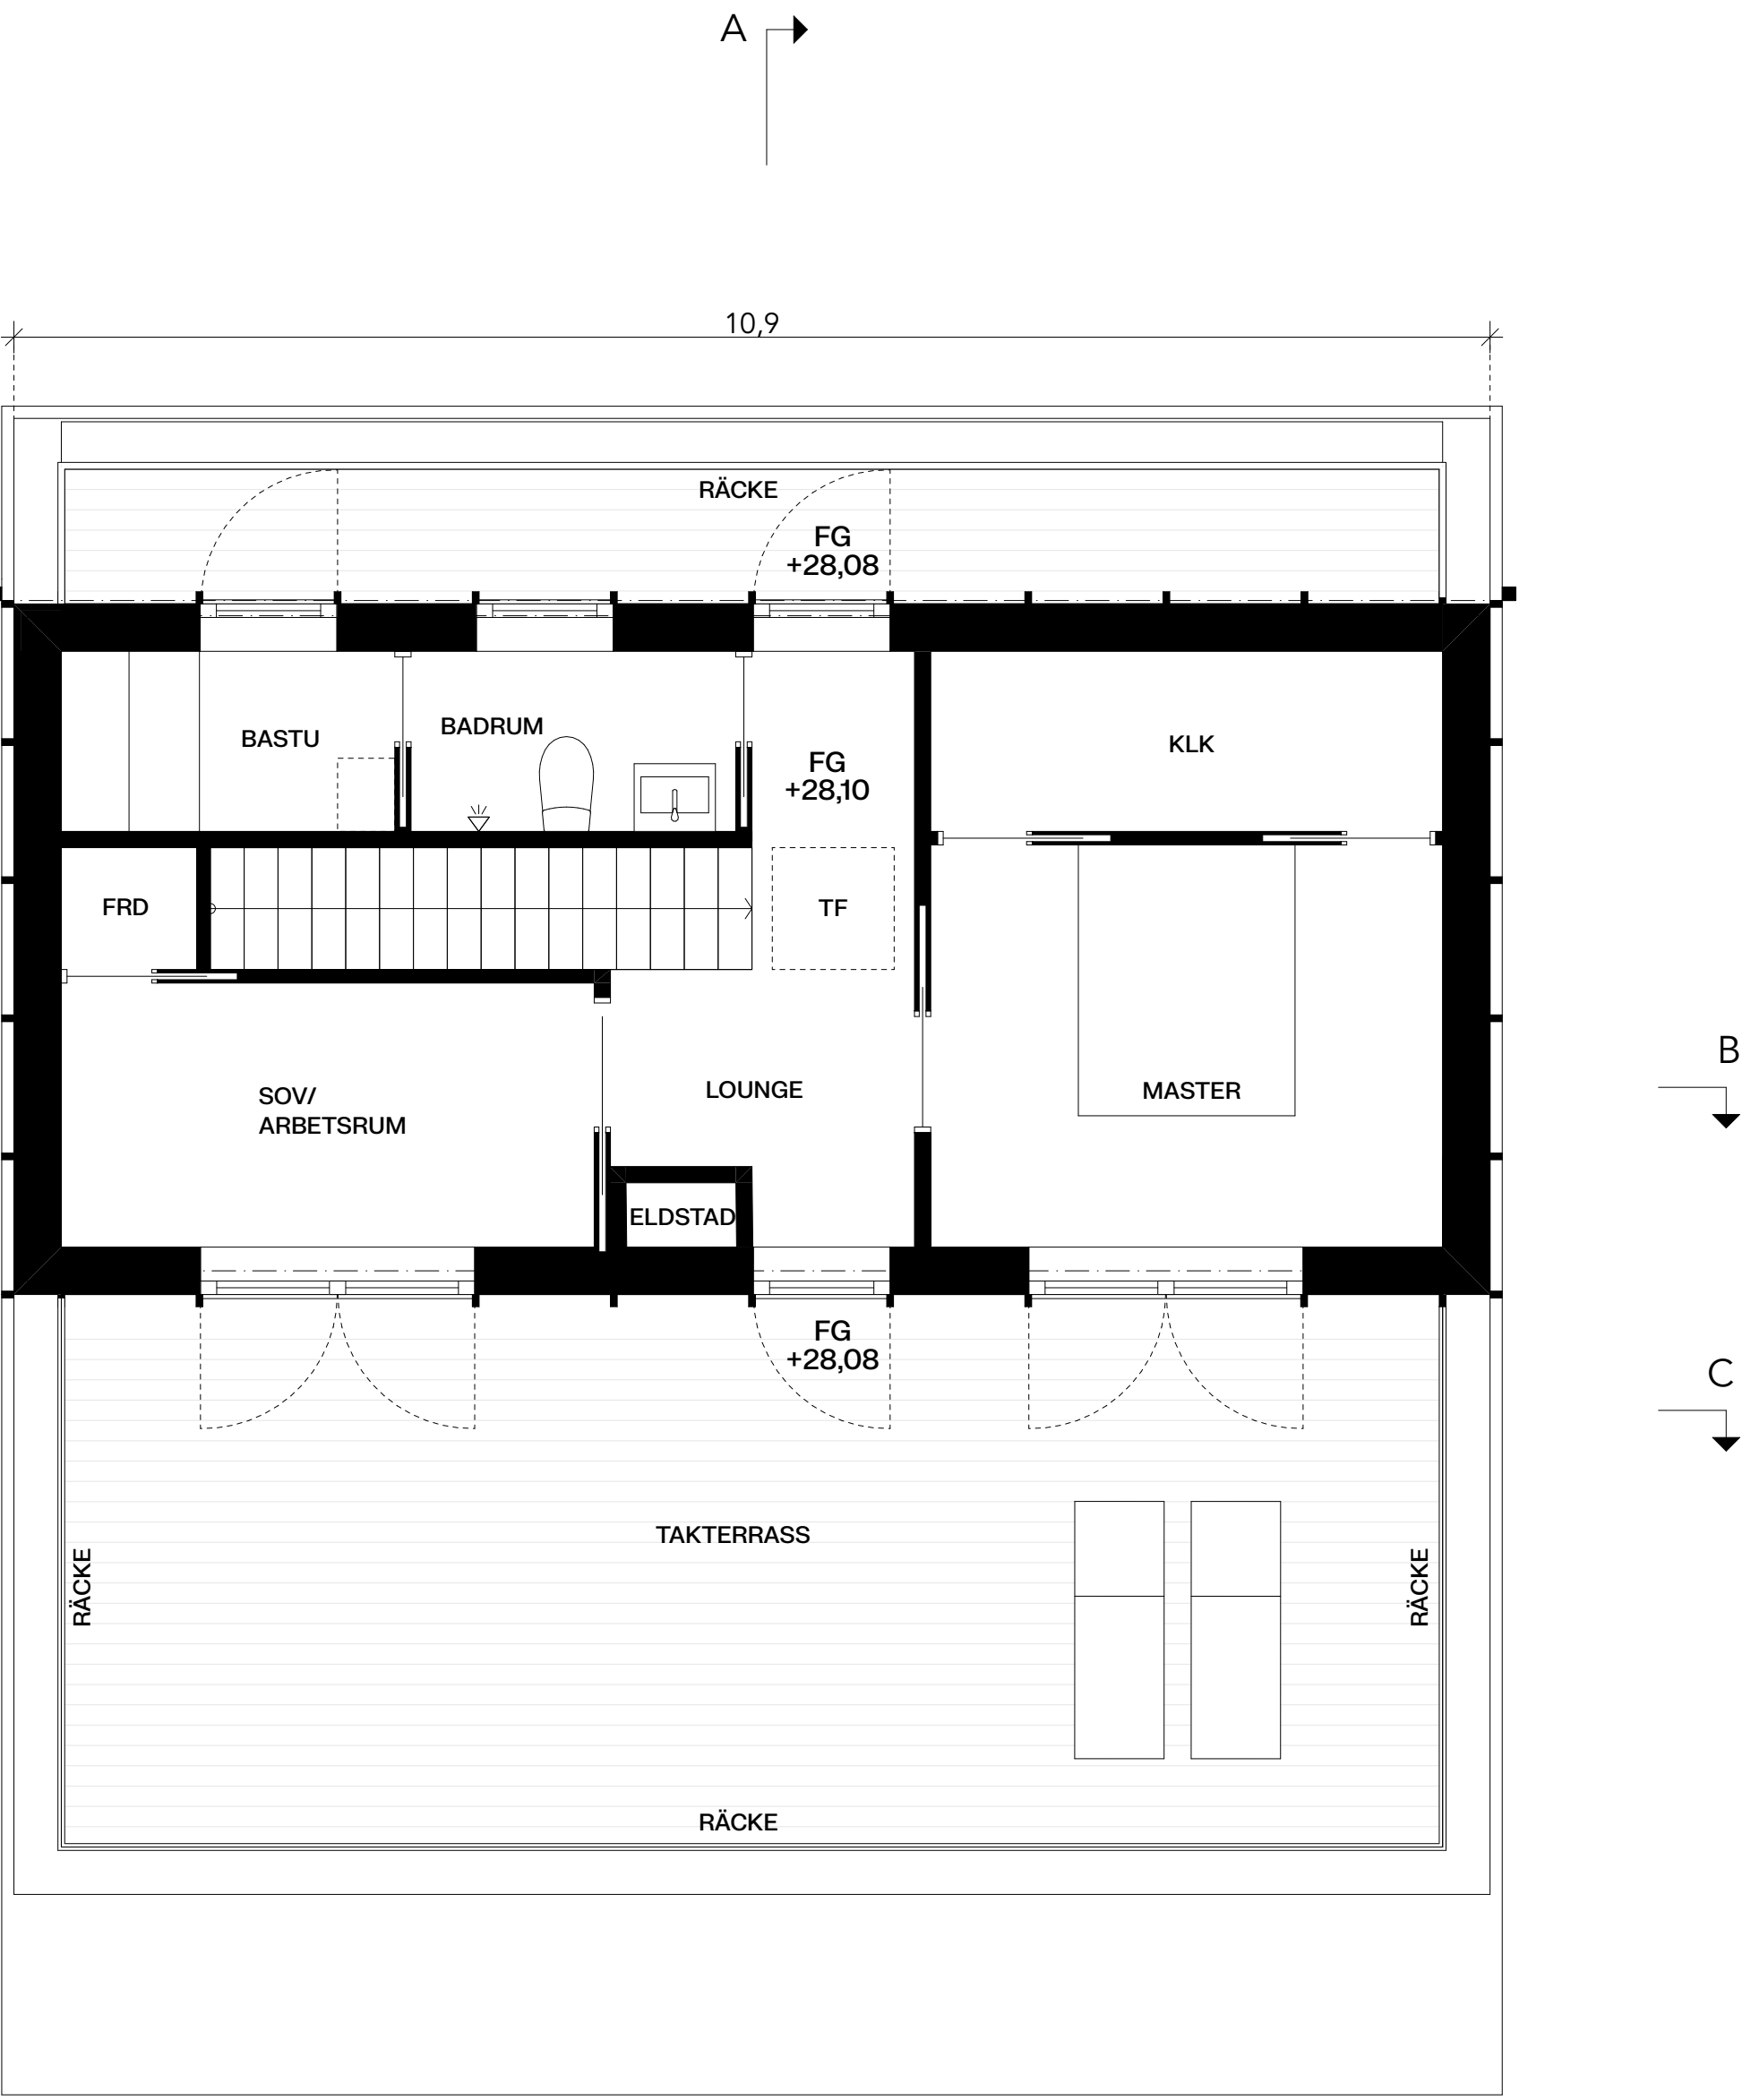 A
10,9
RÄCKE
FG
+28,08
BASTU
BADRUM
KLK
FG
+28,10
FRD
TF
SOV/
ARBETSRUM
LOUNGE
MASTER
B
ELDSTAD
FG
+28,08
C
TAKTERRASS
RÄCKE
RÄCKE
RÄCKE